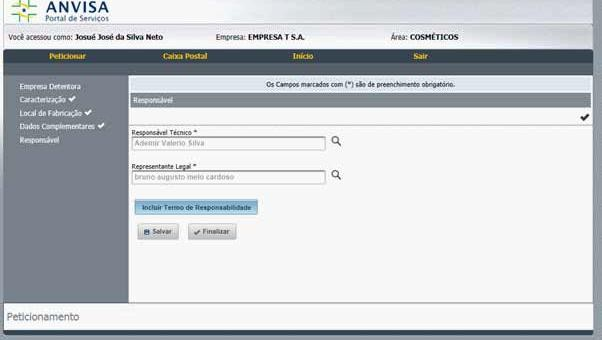 ANVISA
Portal de Serviços
Você acessou como: Josué José da Silva Neto Empresa: EMPRESA T S.A. Área: COSMÉTICOS
Peticionar Caixa Postal Início Sair
Empresa Detentora
Caracterização
Local de Fabricação
Dados Complementares
Responsável
Os Campos marcados com (*) são de preenchimento obrigatório.
Responsável
Responsável Técnico *
Ademir Valerio Silva
Representante Legal *
bruno augusto melo cardoso
Incluir Termo de Responsabilidade
Salvar Finalizar
Peticionamento